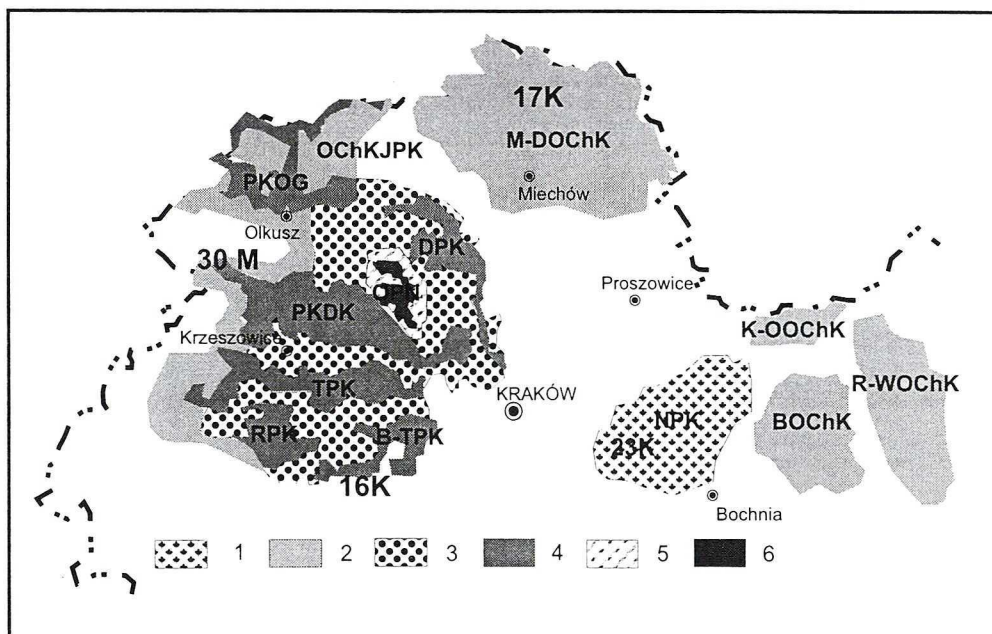 17K
M-DOChK
Miechów
OChKJPK
PKOG
Olkusz
30 M
DPK
OPN
PKDK
Krzeszowice
Proszowice
K-OOChK
R-WOChK
TPK
KRAKÓW
NPK
23K
BOChK
RPK
B-TPK
16K
Bochnia
1 2 3 4 5 6